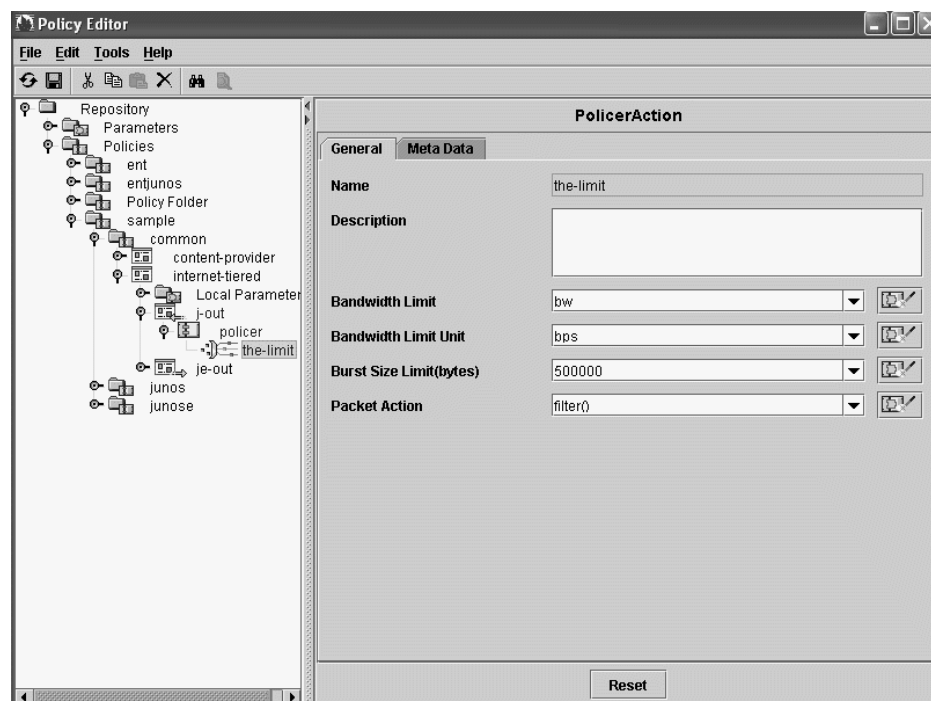 Policy Editor
File Edit Tools Help
Repository
Parameters
Policies
ent
entjunos
Policy Folder
sample
common
content-provider
internet-tiered
Local Parameter
j-out
policer
the-limit
je-out
junos
junose
PolicerAction
General Meta Data
Name the-limit
Description
Bandwidth Limit bw
Bandwidth Limit Unit bps
Burst Size Limit(bytes) 500000
Packet Action filter()
Reset